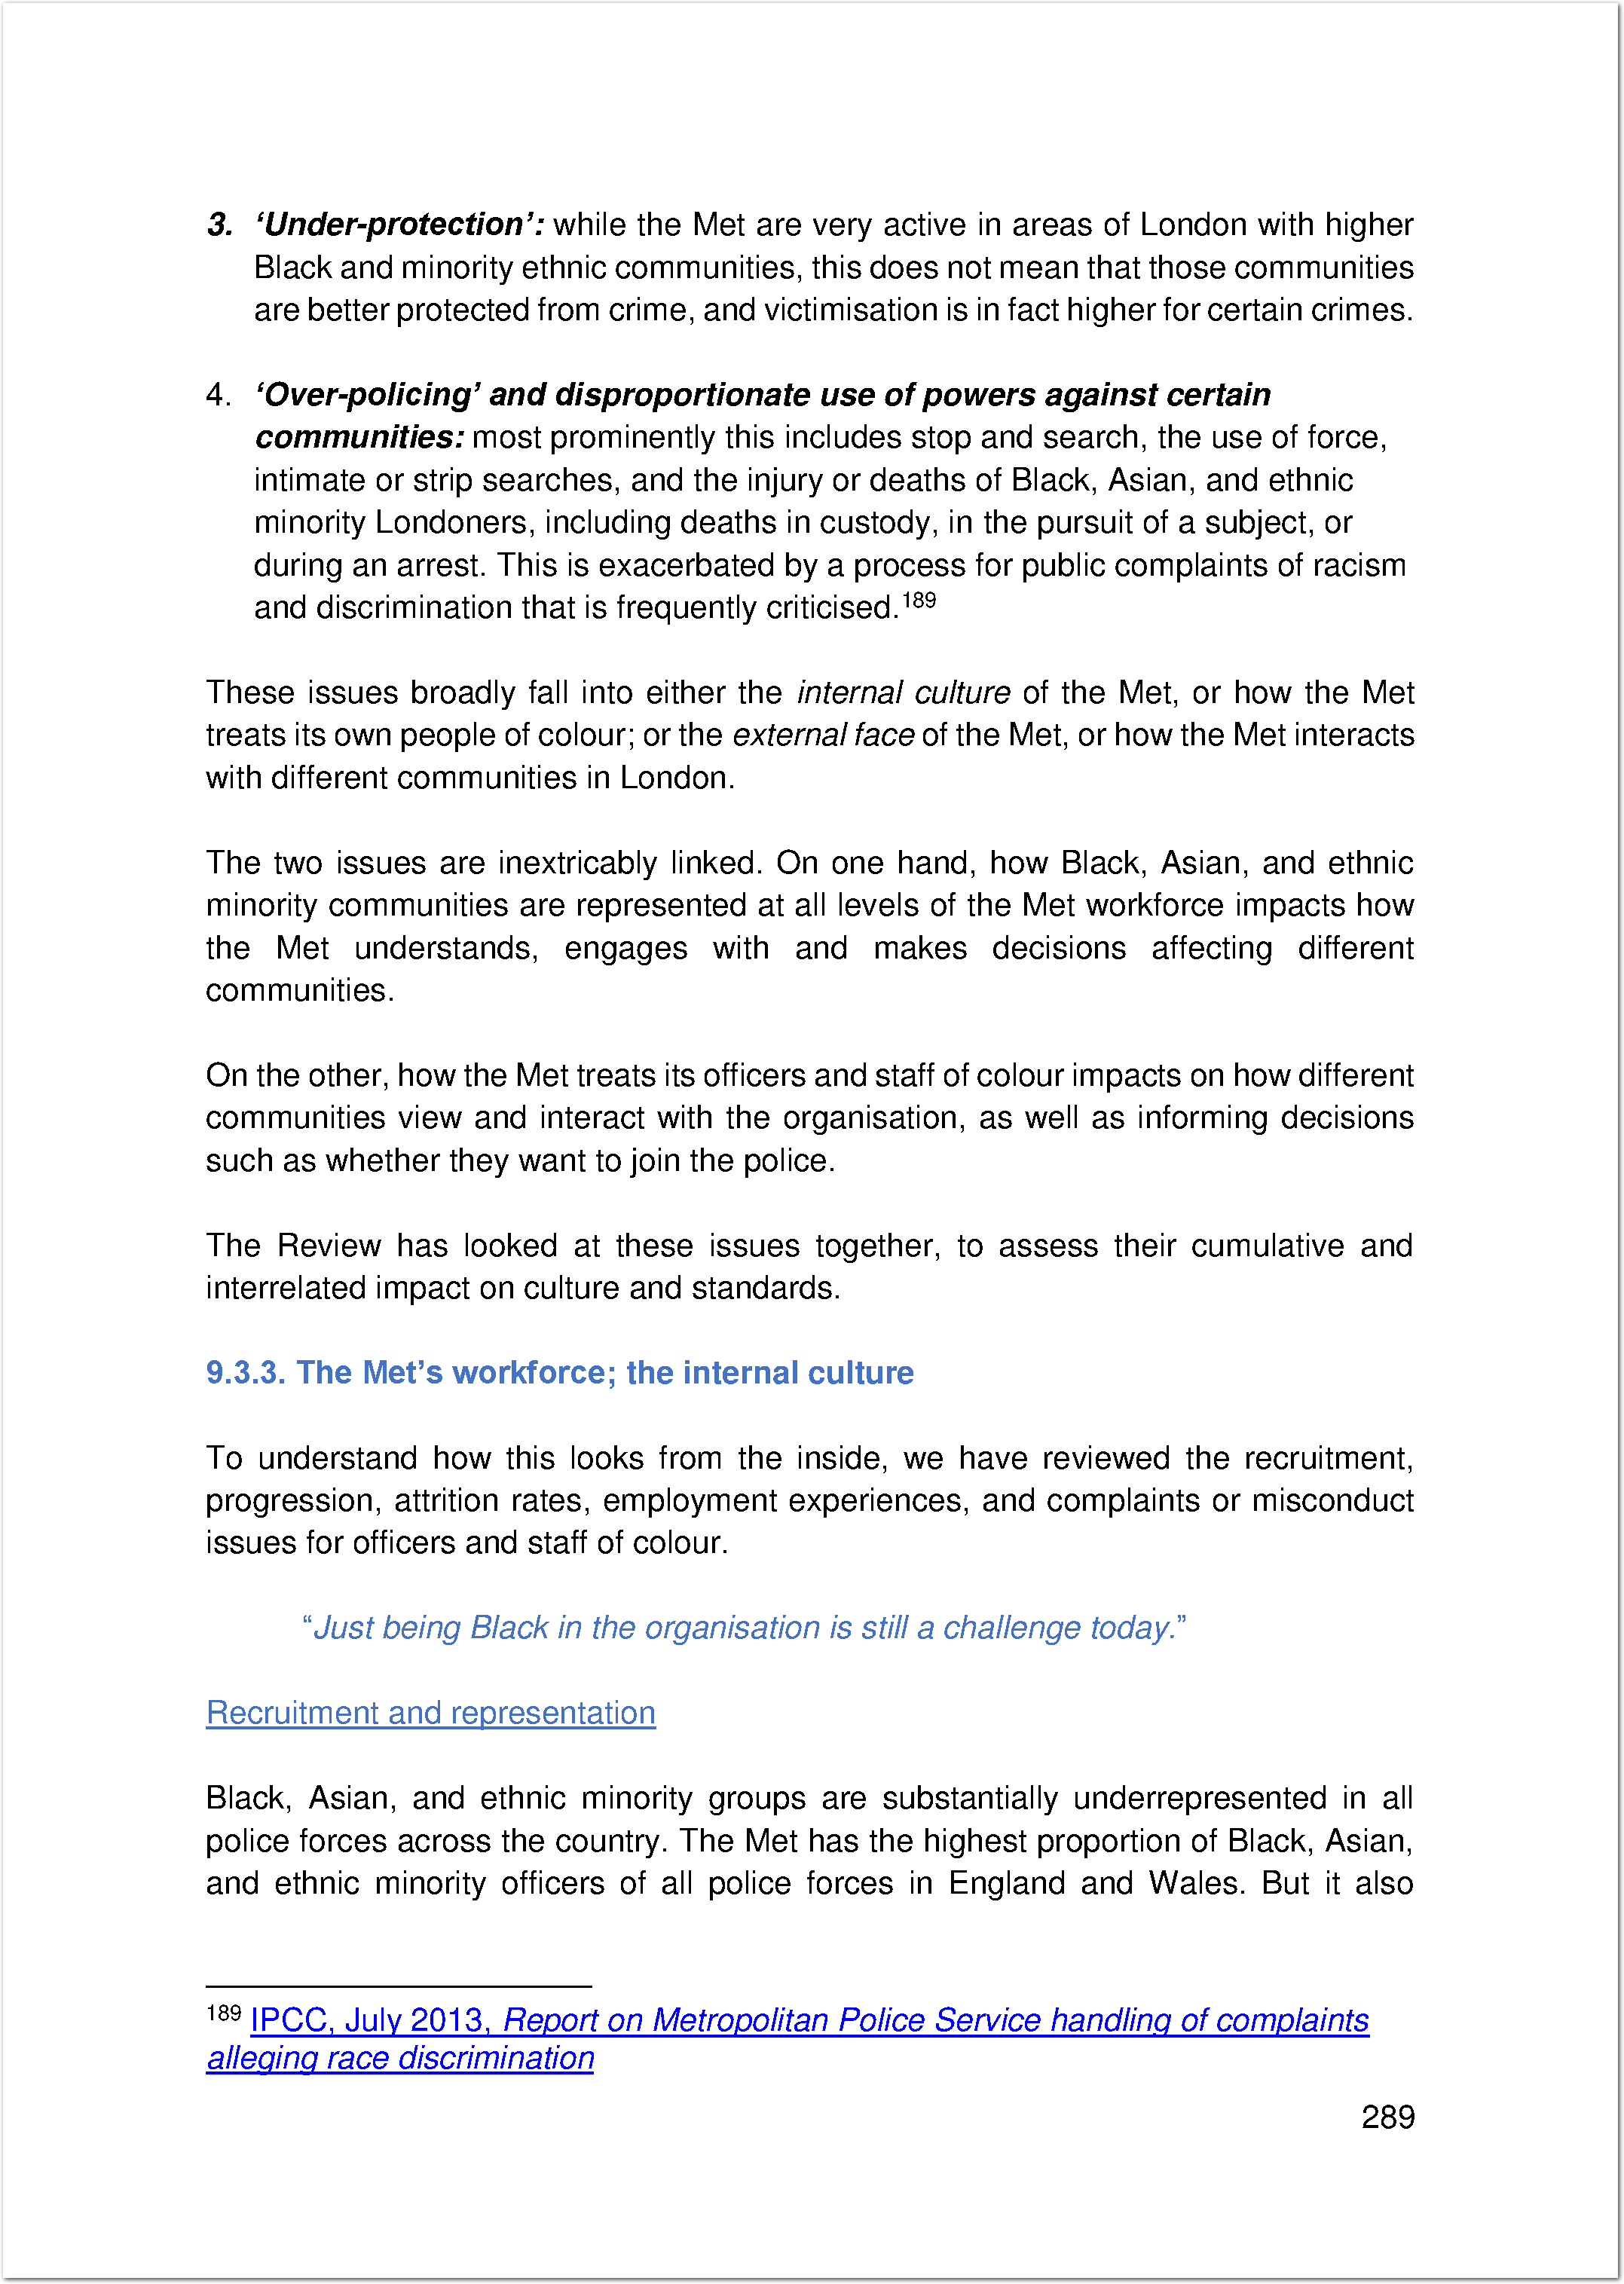 3. ‘Under-protection’: while the Met are very active in areas of London with higher
Black and minority ethnic communities, this does not mean that those communities
are better protected from crime, and victimisation is in fact higher for certain crimes.
4. ‘Over-policing’ and disproportionate use of powers against certain
communities: most prominently this includes stop and search, the use of force,
intimate or strip searches, and the injury or deaths of Black, Asian, and ethnic
minority Londoners, including deaths in custody, in the pursuit of a subject, or
during an arrest. This is exacerbated by a process for public complaints of racism
and discrimination that is frequently criticised.189
These issues broadly fall into either the internal culture of the Met, or how the Met
treats its own people of colour; or the external face of the Met, or how the Met interacts
with different communities in London.
The two issues are inextricably linked. On one hand, how Black, Asian, and ethnic
minority communities are represented at all levels of the Met workforce impacts how
the Met understands, engages with and makes decisions affecting different
communities.
On the other, how the Met treats its officers and staff of colour impacts on how different
communities view and interact with the organisation, as well as informing decisions
such as whether they want to join the police.
The Review has looked at these issues together, to assess their cumulative and
interrelated impact on culture and standards.
9.3.3. The Met’s workforce; the internal culture
To understand how this looks from the inside, we have reviewed the recruitment,
progression, attrition rates, employment experiences, and complaints or misconduct
issues for officers and staff of colour.
“Just being Black in the organisation is still a challenge today.”
Recruitment and representation
Black, Asian, and ethnic minority groups are substantially underrepresented in all
police forces across the country. The Met has the highest proportion of Black, Asian,
and ethnic minority officers of all police forces in England and Wales. But it also
189 IPCC, July 2013, Report on Metropolitan Police Service handling of complaints
alleging race discrimination
289